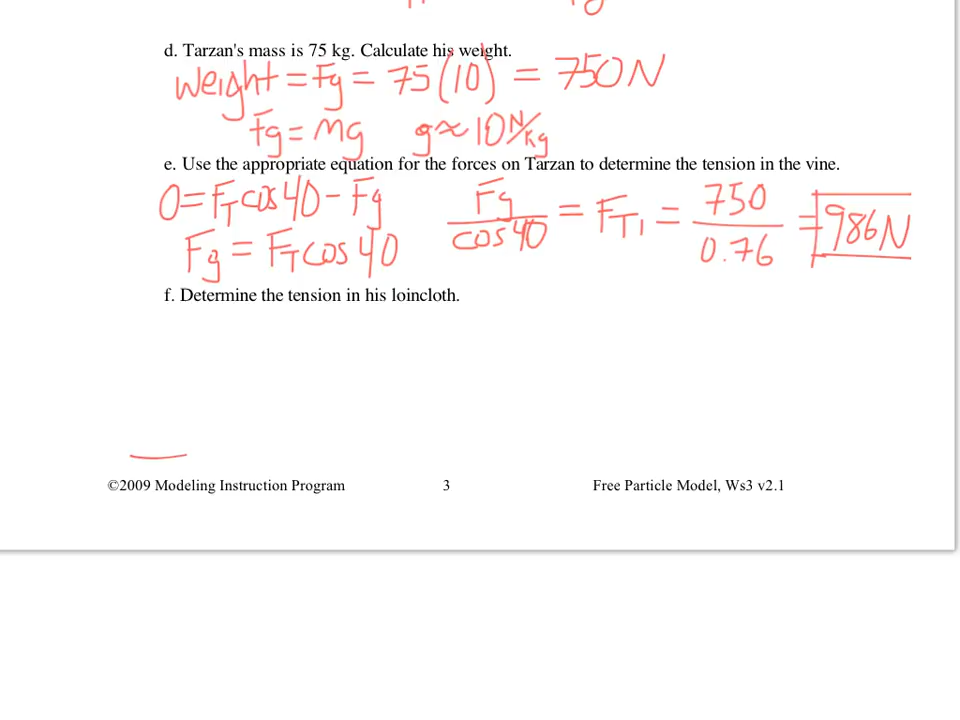 d. Tarzan's mass is 75 kg. Calculate his weight.
weight = Fg = 75 (10) = 750N
Fg = mg g≈10 N/kg
e. Use the appropriate equation for the forces on Tarzan to determine the tension in the vine.
0 = FT cos 40 - Fg
Fg = FT cos 40
Fg/cos 40 = FT1 = 750/0.76 = 986N
f. Determine the tension in his loincloth.
©2009 Modeling Instruction Program 3 Free Particle Model, Ws3 v2.1